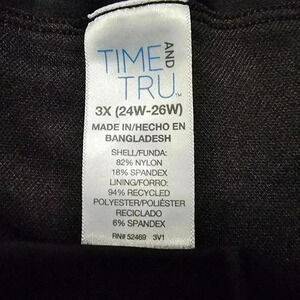 TIME AND
TRU™
3X (24W-26W)
MADE IN/HECHO EN
BANGLADESH
SHELL/FUNDA:
82% NYLON
18% SPANDEX
LINING/FORRO:
94% RECYCLED
POLYESTER/POLIÉSTER
RECICLADO
6% SPANDEX
RN# 52469 3V1